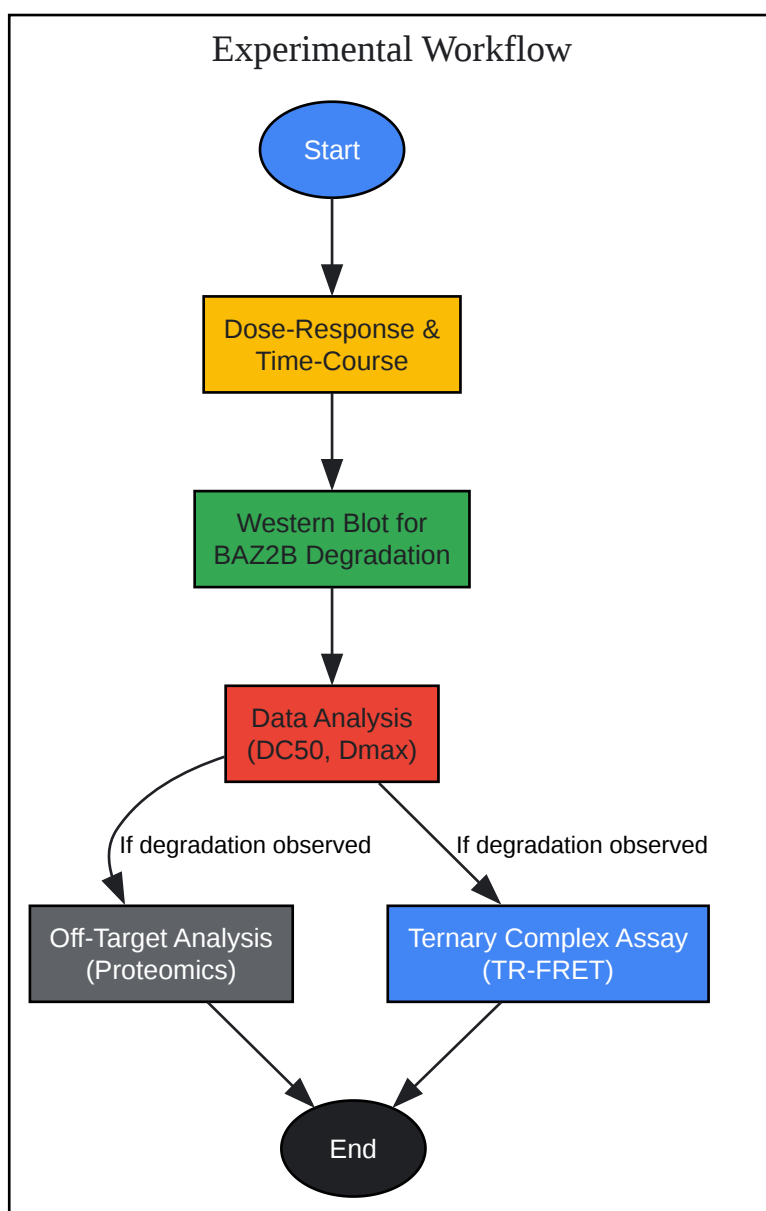 Experimental Workflow
Start
Dose-Response &
Time-Course
Western Blot for
BAZ2B Degradation
Data Analysis
(DC50, Dmax)
If degradation observed
If degradation observed
Off-Target Analysis
(Proteomics)
Ternary Complex Assay
(TR-FRET)
End